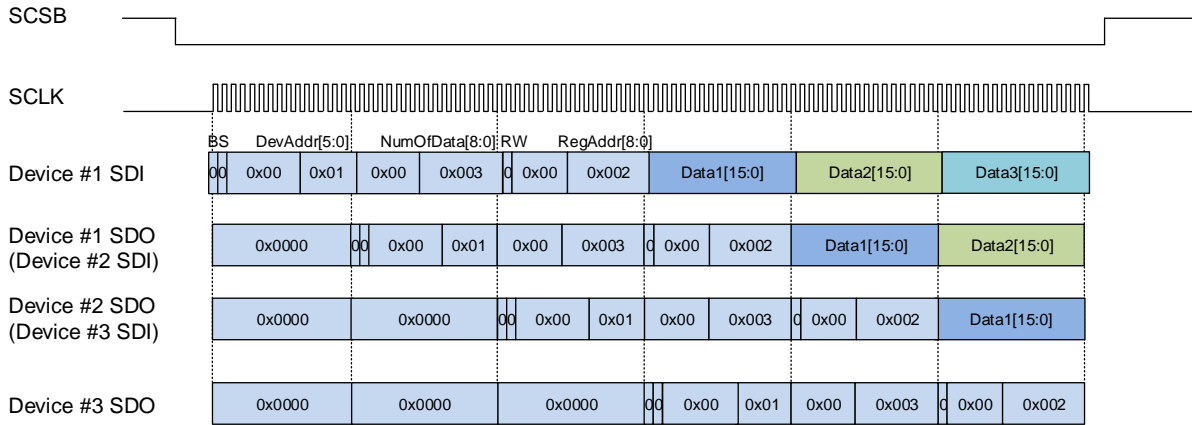 SCSB
SCLK
BS DevAddr[5:0] NumOfData[8:0] RW RegAddr[8:0]
Device #1 SDI 0 0 0x00 0x01 0x00 0x003 0 0x00 0x002 Data1[15:0] Data2[15:0] Data3[15:0]
Device #1 SDO
(Device #2 SDI)
0x0000 0 0 0x00 0x01 0x00 0x003 0 0x00 0x002 Data1[15:0] Data2[15:0]
Device #2 SDO
(Device #3 SDI)
0x0000 0x0000 0 0 0x00 0x01 0x00 0x003 0 0x00 0x002 Data1[15:0]
Device #3 SDO 0x0000 0x0000 0x0000 0 0 0x00 0x01 0x00 0x003 0 0x00 0x002